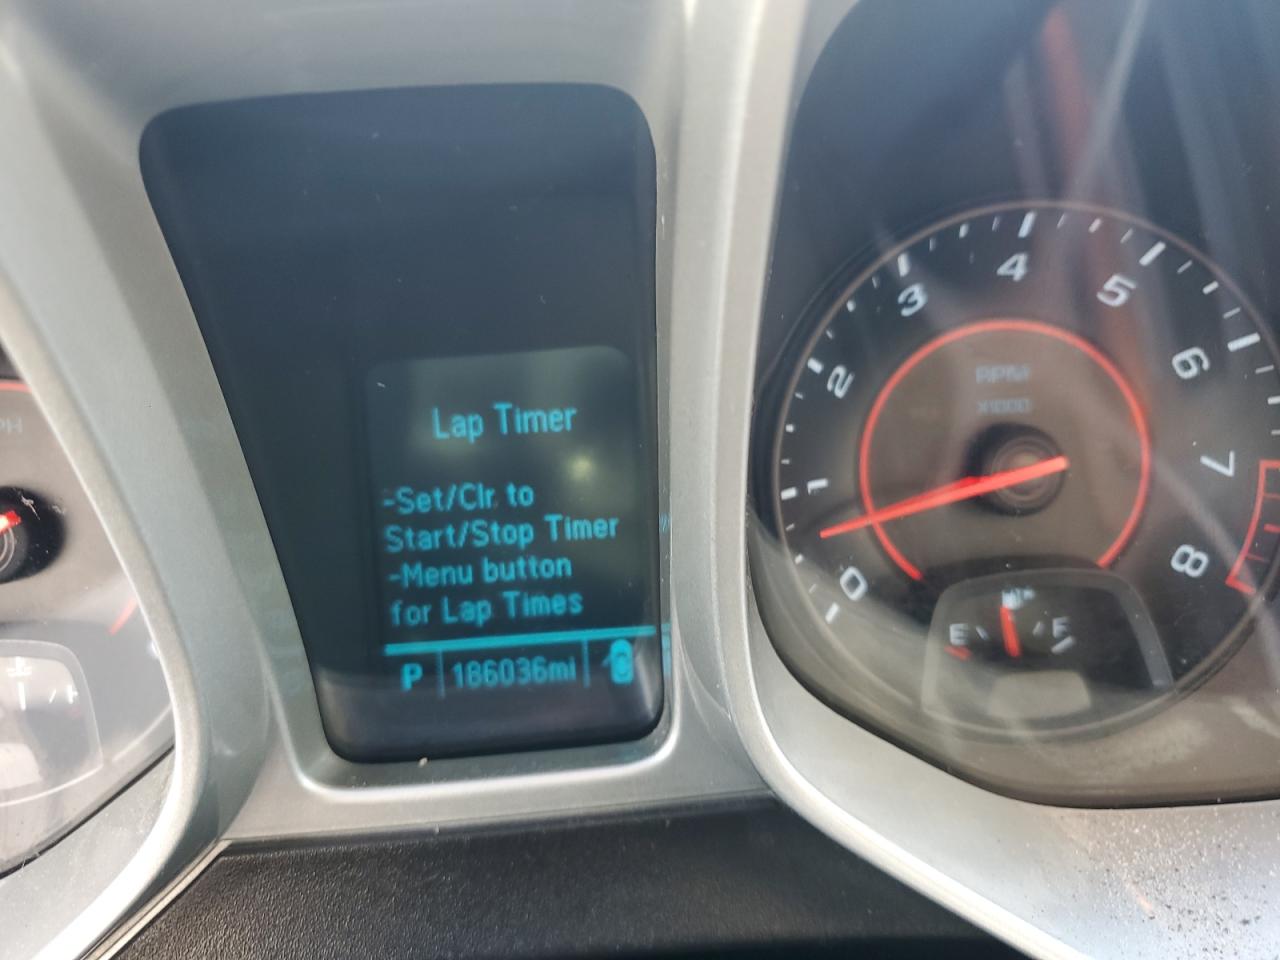 Lap Timer
-Set/Clr to
Start/Stop Timer
-Menu button
for Lap Times
P 186036mi
PH
0
1
2
3
4
5
6
7
8
RPM
X1000
E
F